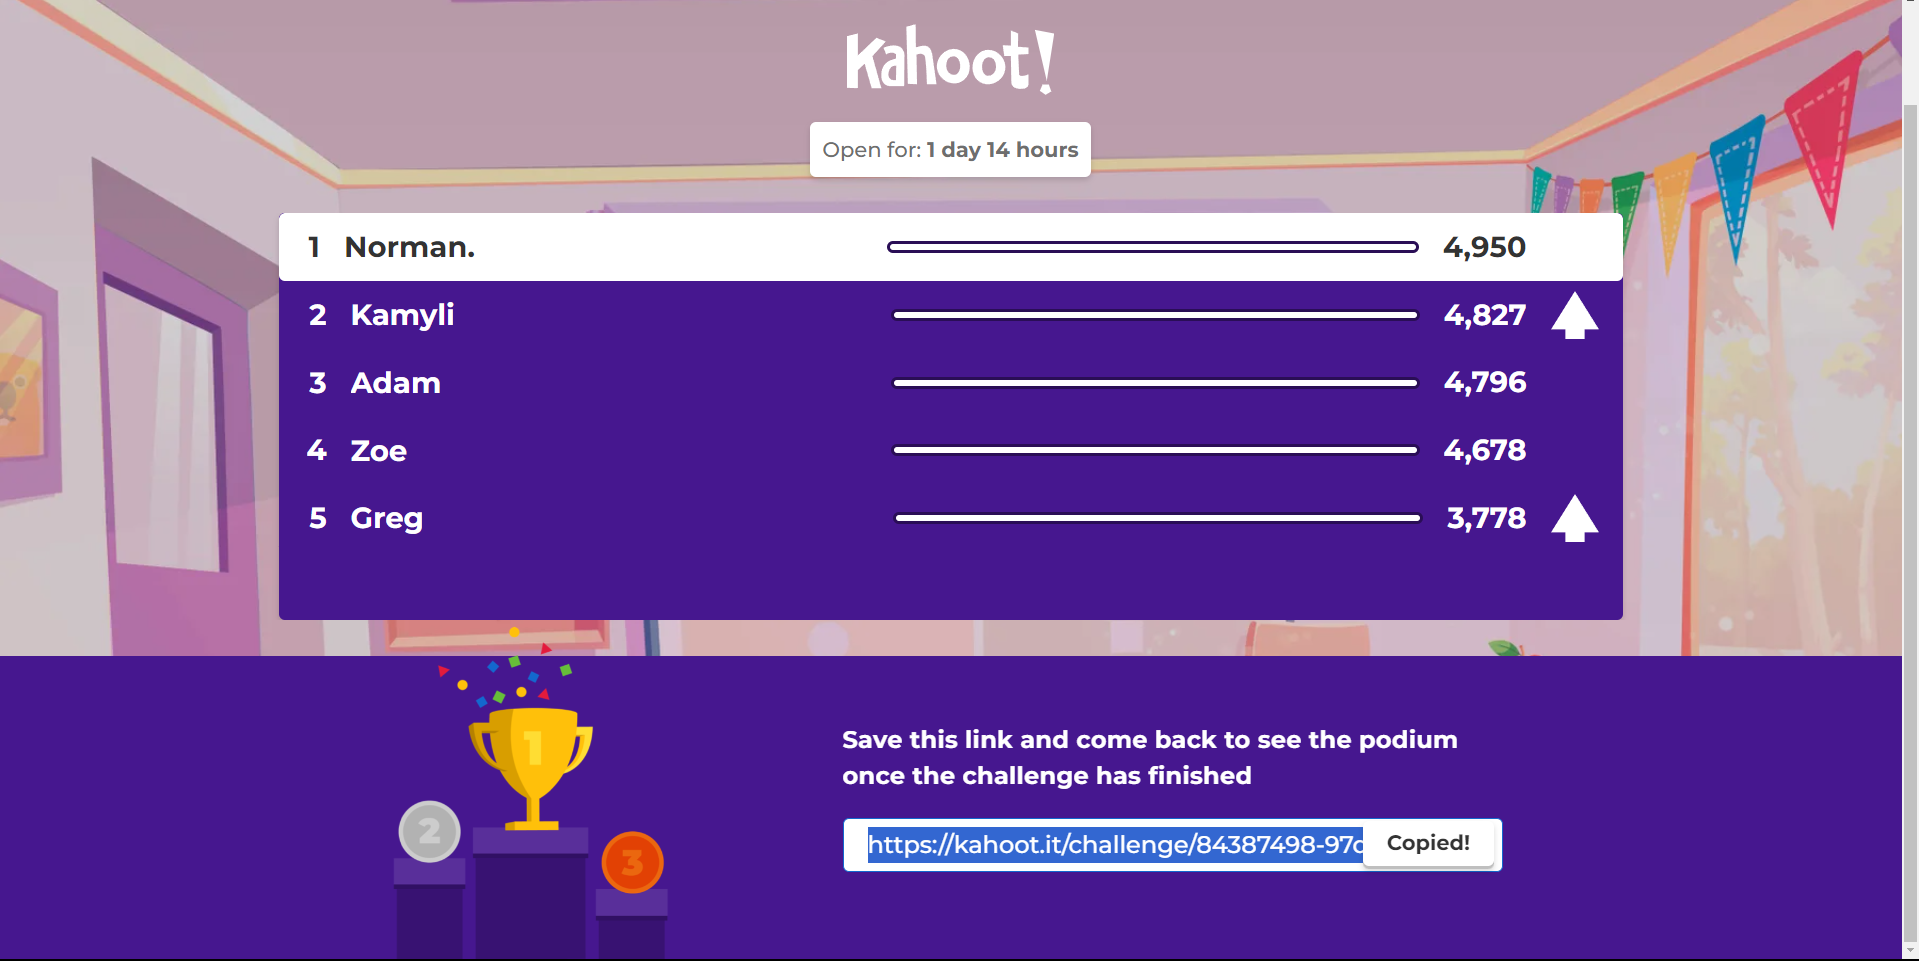 Kahoot!
Open for: 1 day 14 hours
1 Norman. 4,950
2 Kamyli 4,827
3 Adam 4,796
4 Zoe 4,678
5 Greg 3,778
1
2
3
Save this link and come back to see the podium
once the challenge has finished
https://kahoot.it/challenge/84387498-97 Copied!